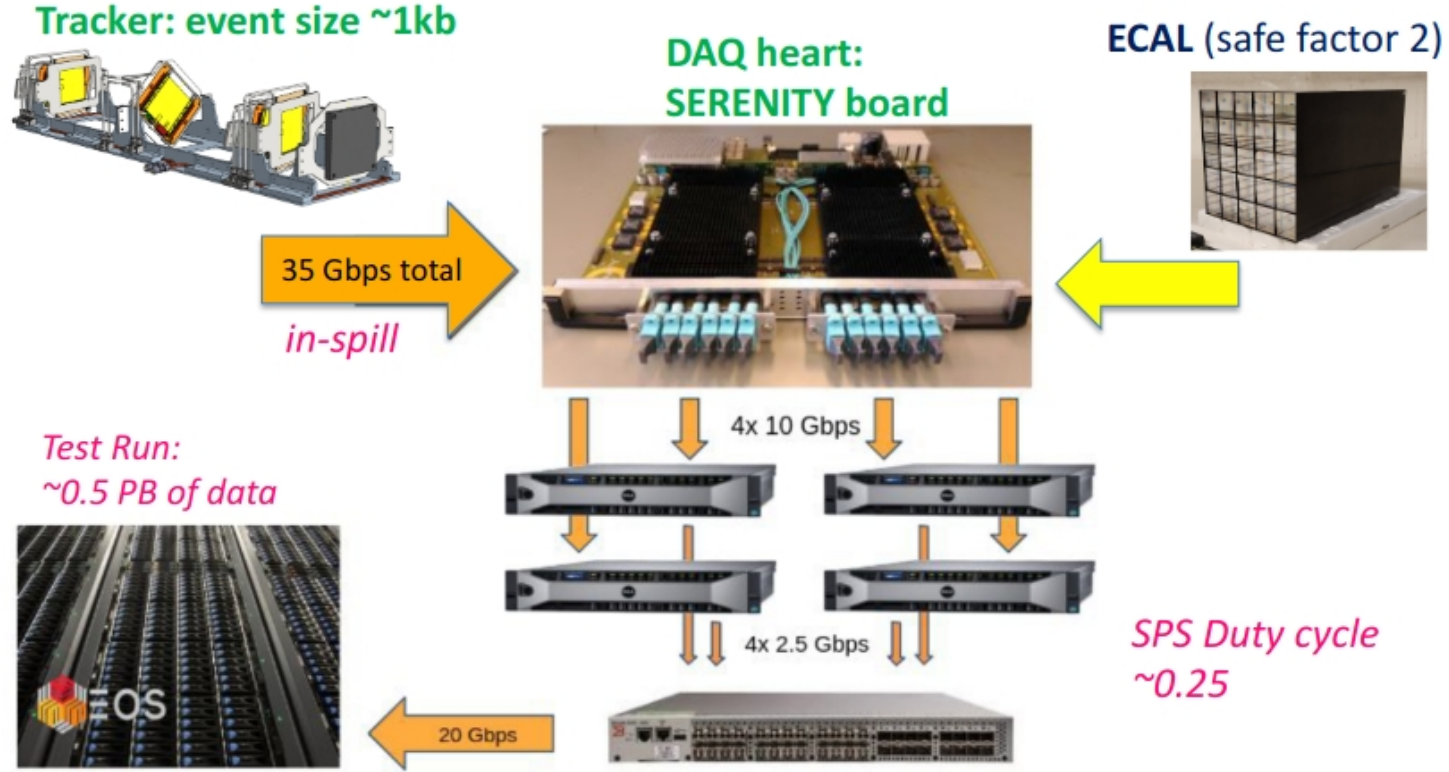 Tracker: event size ~1kb
DAQ heart:
SERENITY board
ECAL (safe factor 2)
35 Gbps total
in-spill
4x 10 Gbps
Test Run:
~0.5 PB of data
4x 2.5 Gbps
SPS Duty cycle
~0.25
EOS
20 Gbps